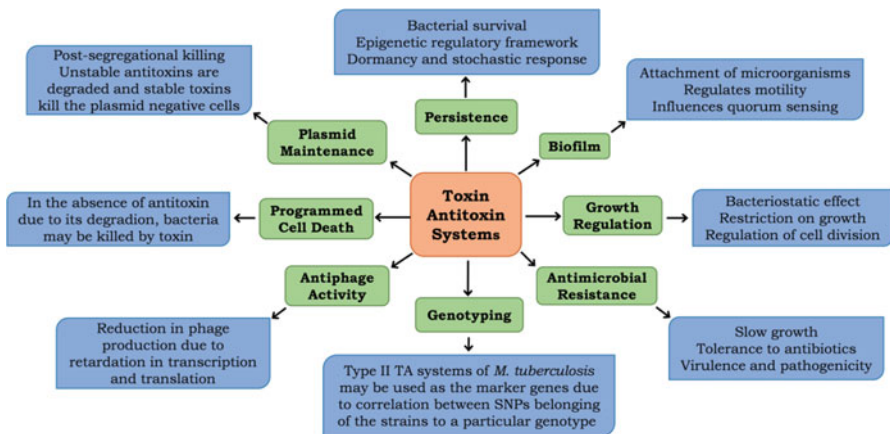 Bacterial survival
Epigenetic regulatory framework
Dormancy and stochastic response
Post-segregational killing
Unstable antitoxins are
degraded and stable toxins
kill the plasmid negative cells
Attachment of microorganisms
Regulates motility
Influences quorum sensing
Persistence
Plasmid
Maintenance
Biofilm
Toxin
Antitoxin
Systems
In the absence of antitoxin
due to its degradion, bacteria
may be killed by toxin
Programmed
Cell Death
Growth
Regulation
Bacteriostatic effect
Restriction on growth
Regulation of cell division
Antiphage
Activity
Genotyping
Antimicrobial
Resistance
Reduction in phage
production due to
retardation in transcription
and translation
Type II TA systems of M. tuberculosis
may be used as the marker genes due
to correlation between SNPs belonging
of the strains to a particular genotype
Slow growth
Tolerance to antibiotics
Virulence and pathogenicity